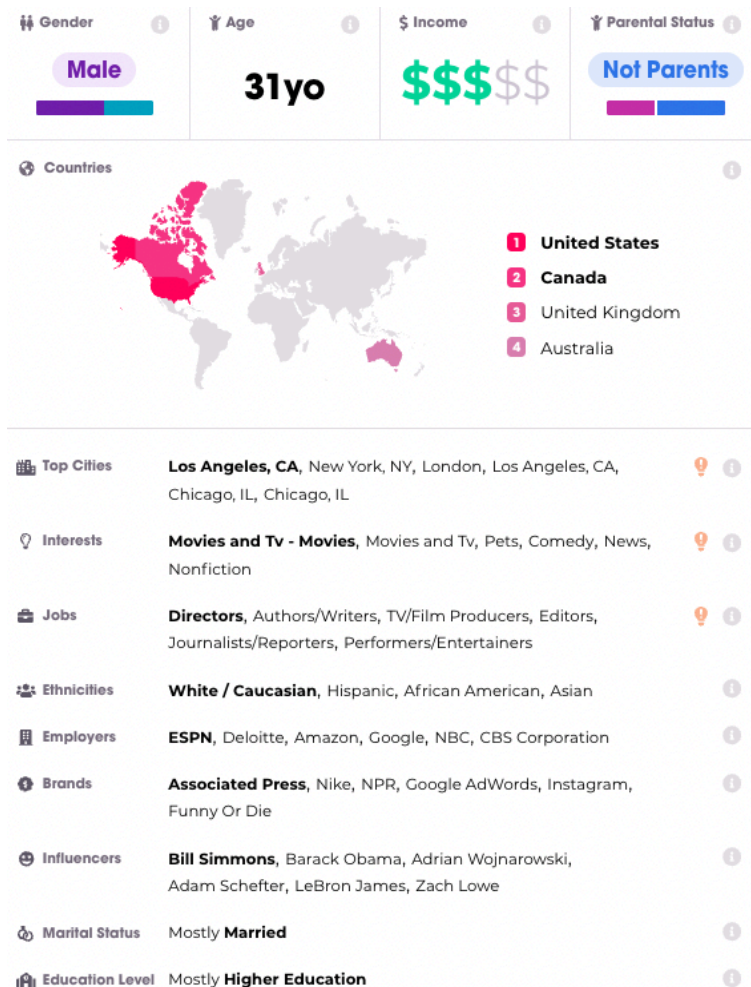 Gender
Age
$ Income
Parental Status
Male
31yo
$$$$$
Not Parents
Countries
1 United States
2 Canada
3 United Kingdom
4 Australia
Top Cities
Los Angeles, CA, New York, NY, London, Los Angeles, CA,
Chicago, IL, Chicago, IL
Interests
Movies and Tv - Movies, Movies and Tv, Pets, Comedy, News,
Nonfiction
Jobs
Directors, Authors/Writers, TV/Film Producers, Editors,
Journalists/Reporters, Performers/Entertainers
Ethnicities
White / Caucasian, Hispanic, African American, Asian
Employers
ESPN, Deloitte, Amazon, Google, NBC, CBS Corporation
Brands
Associated Press, Nike, NPR, Google AdWords, Instagram,
Funny Or Die
Influencers
Bill Simmons, Barack Obama, Adrian Wojnarowski,
Adam Schefter, LeBron James, Zach Lowe
Marital Status
Mostly Married
Education Level
Mostly Higher Education